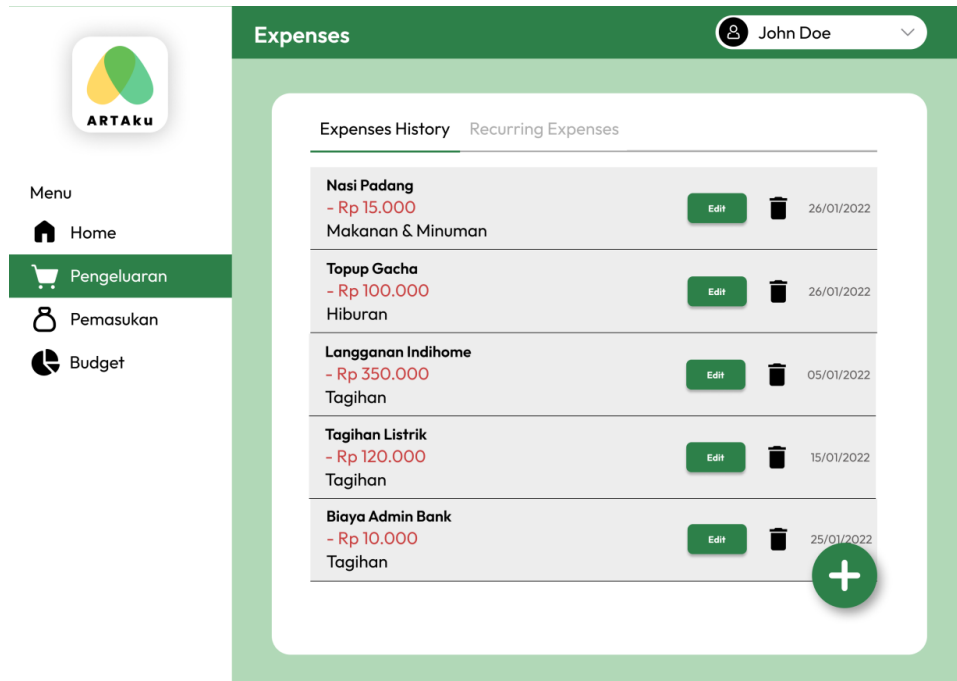 Expenses
John Doe
ARTAku
Menu
Home
Pengeluaran
Pemasukan
Budget
Expenses History
Recurring Expenses
Nasi Padang
- Rp 15.000
Makanan & Minuman
Edit
26/01/2022
Topup Gacha
- Rp 100.000
Hiburan
Edit
26/01/2022
Langganan Indihome
- Rp 350.000
Tagihan
Edit
05/01/2022
Tagihan Listrik
- Rp 120.000
Tagihan
Edit
15/01/2022
Biaya Admin Bank
- Rp 10.000
Tagihan
Edit
25/01/2022